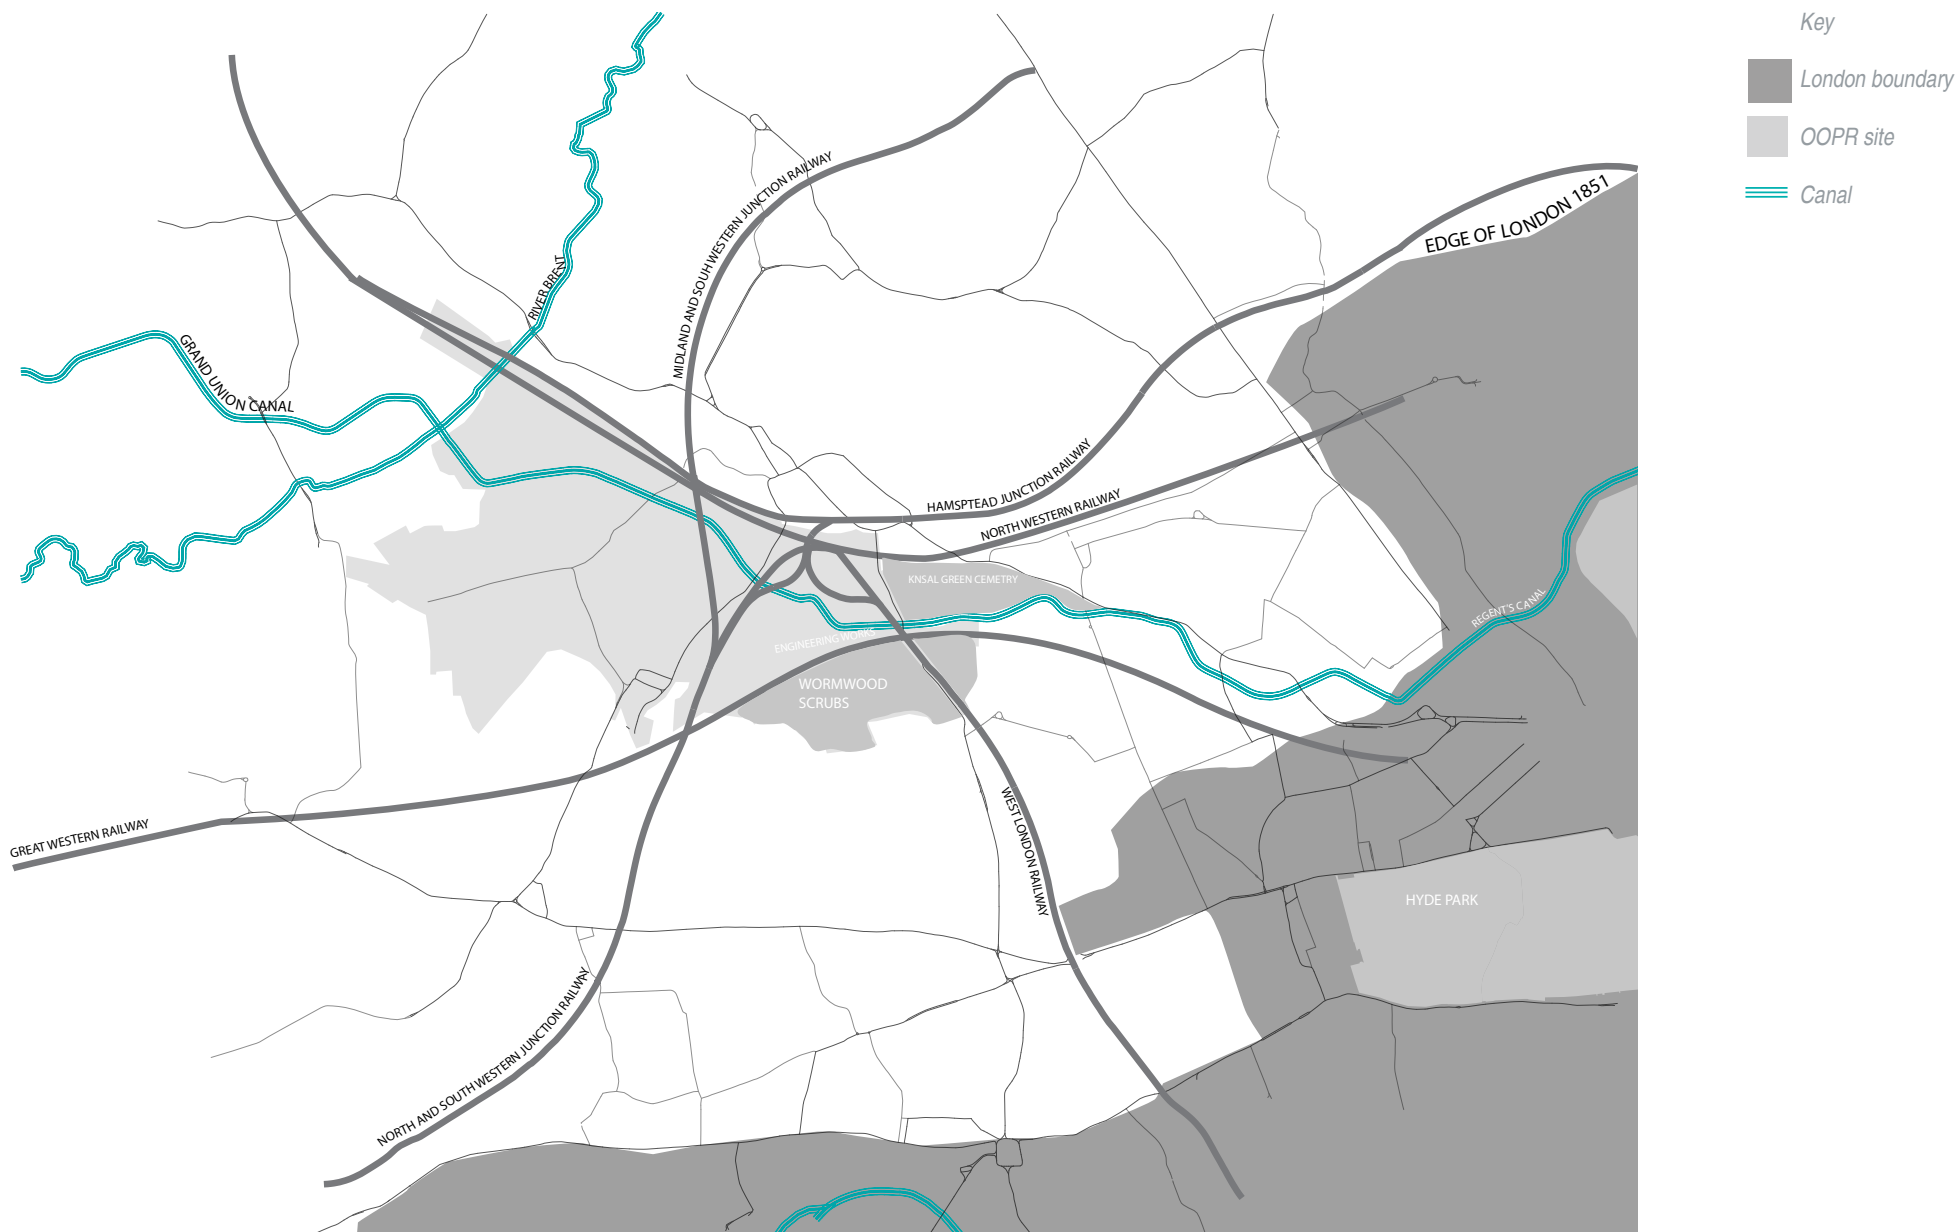 Key
London boundary
OOPR site
Canal
MIDLAND AND SOUH WESTERN JUNCTION RAILWAY
EDGE OF LONDON 1851
RIVER BRENT
GRAND UNION CANAL
HAMSPTEAD JUNCTION RAILWAY
NORTH WESTERN RAILWAY
KNSAL GREEN CEMETRY
REGENT'S CANAL
ENGINEERING WORKS
WORMWOOD
SCRUBS
GREAT WESTERN RAILWAY
WEST LONDON RAILWAY
HYDE PARK
NORTH AND SOUTH WESTERN JUNCTION RAILWAY